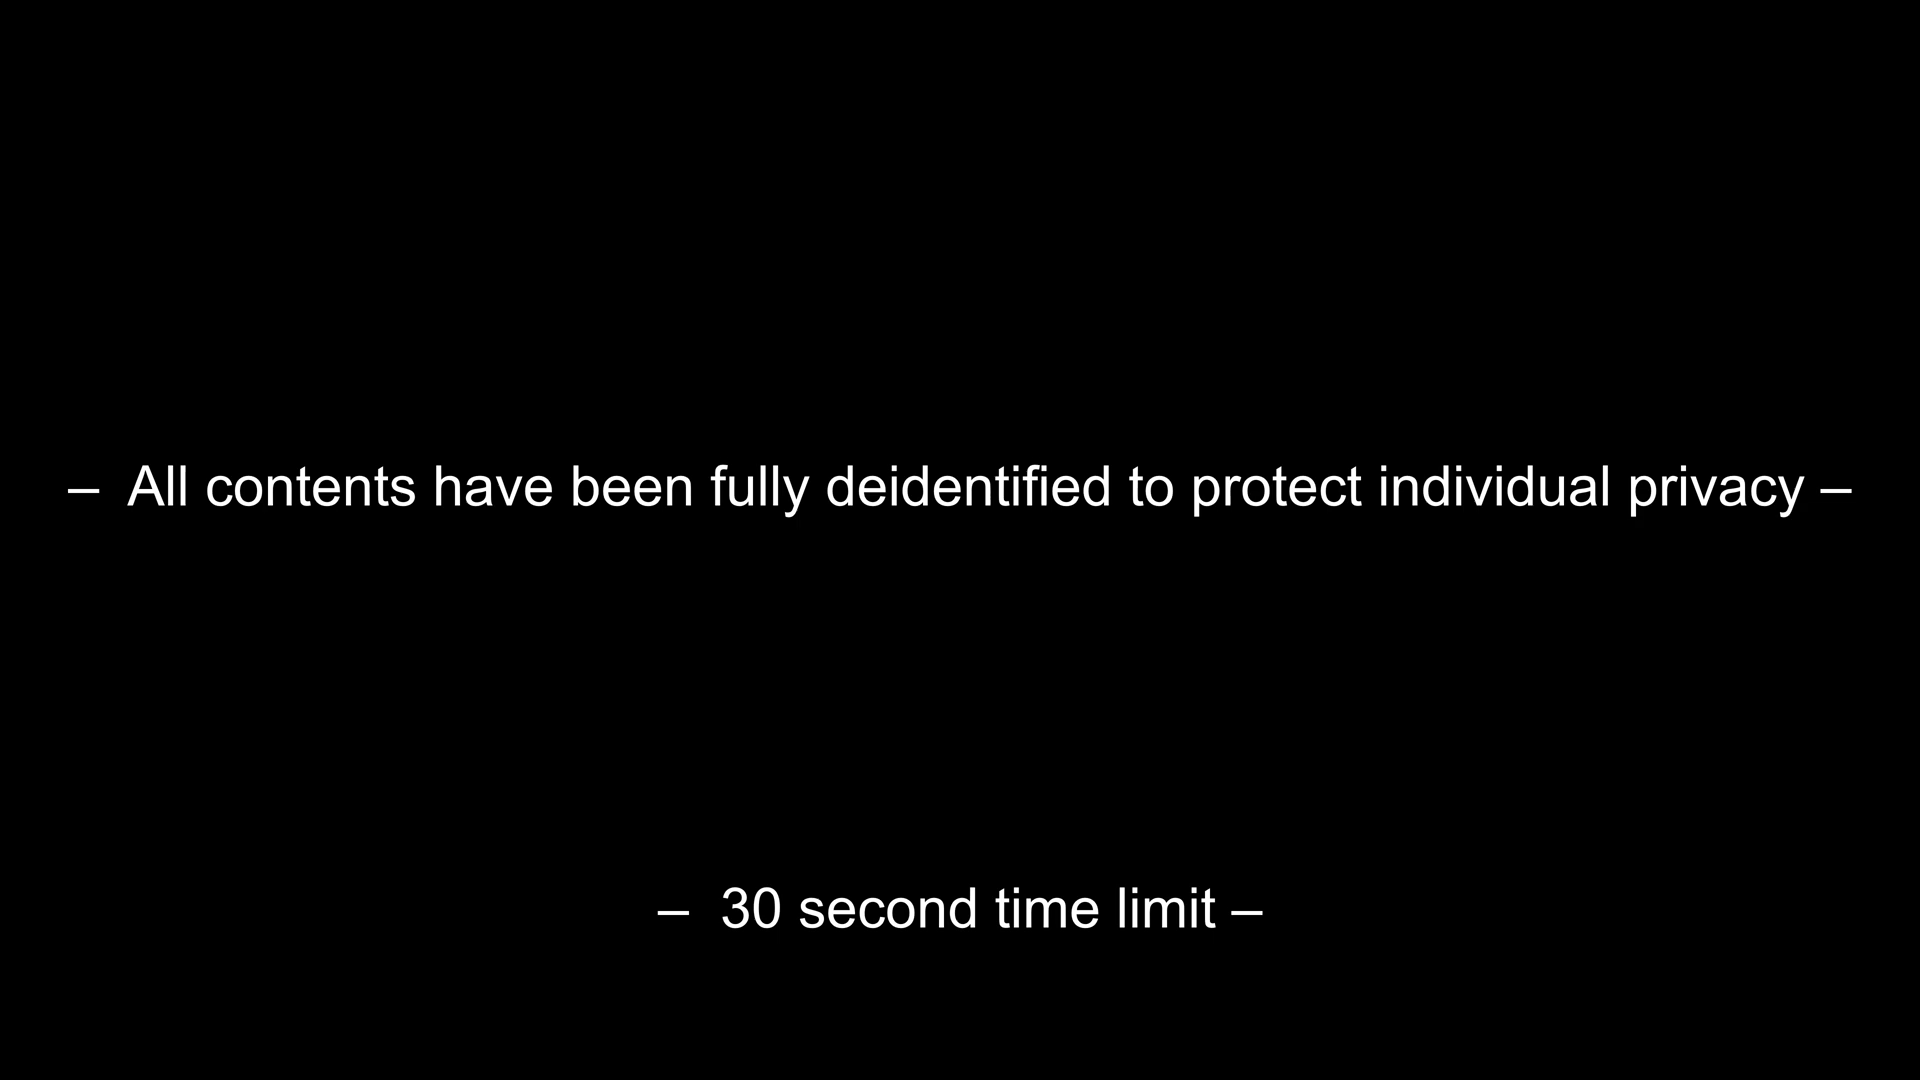 – All contents have been fully deidentified to protect individual privacy –
– 30 second time limit –